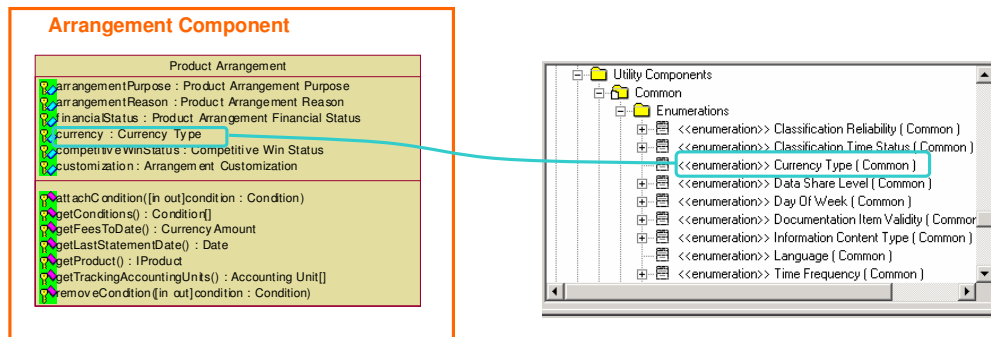 Arrangement Component
Product Arrangement
arrangementPurpose : Product Arrangement Purpose
arrangementReason : Product Arrangement Reason
financialStatus : Product Arrangement Financial Status
currency : Currency Type
competitiveWinStatus : Competitive Win Status
customization : Arrangement Customization
attachCondition([in out]condition : Condition)
getConditions() : Condition[]
getFeesToDate() : Currency Amount
getLastStatementDate() : Date
getProduct() : IProduct
getTrackingAccountingUnits() : Accounting Unit[]
removeCondition([in out]condition : Condition)
Utility Components
Common
Enumerations
<<enumeration>> Classification Reliability ( Common )
<<enumeration>> Classification Time Status ( Common )
<<enumeration>> Currency Type ( Common )
<<enumeration>> Data Share Level ( Common )
<<enumeration>> Day Of Week ( Common )
<<enumeration>> Documentation Item Validity ( Common
<<enumeration>> Information Content Type ( Common )
<<enumeration>> Language ( Common )
<<enumeration>> Time Frequency ( Common )